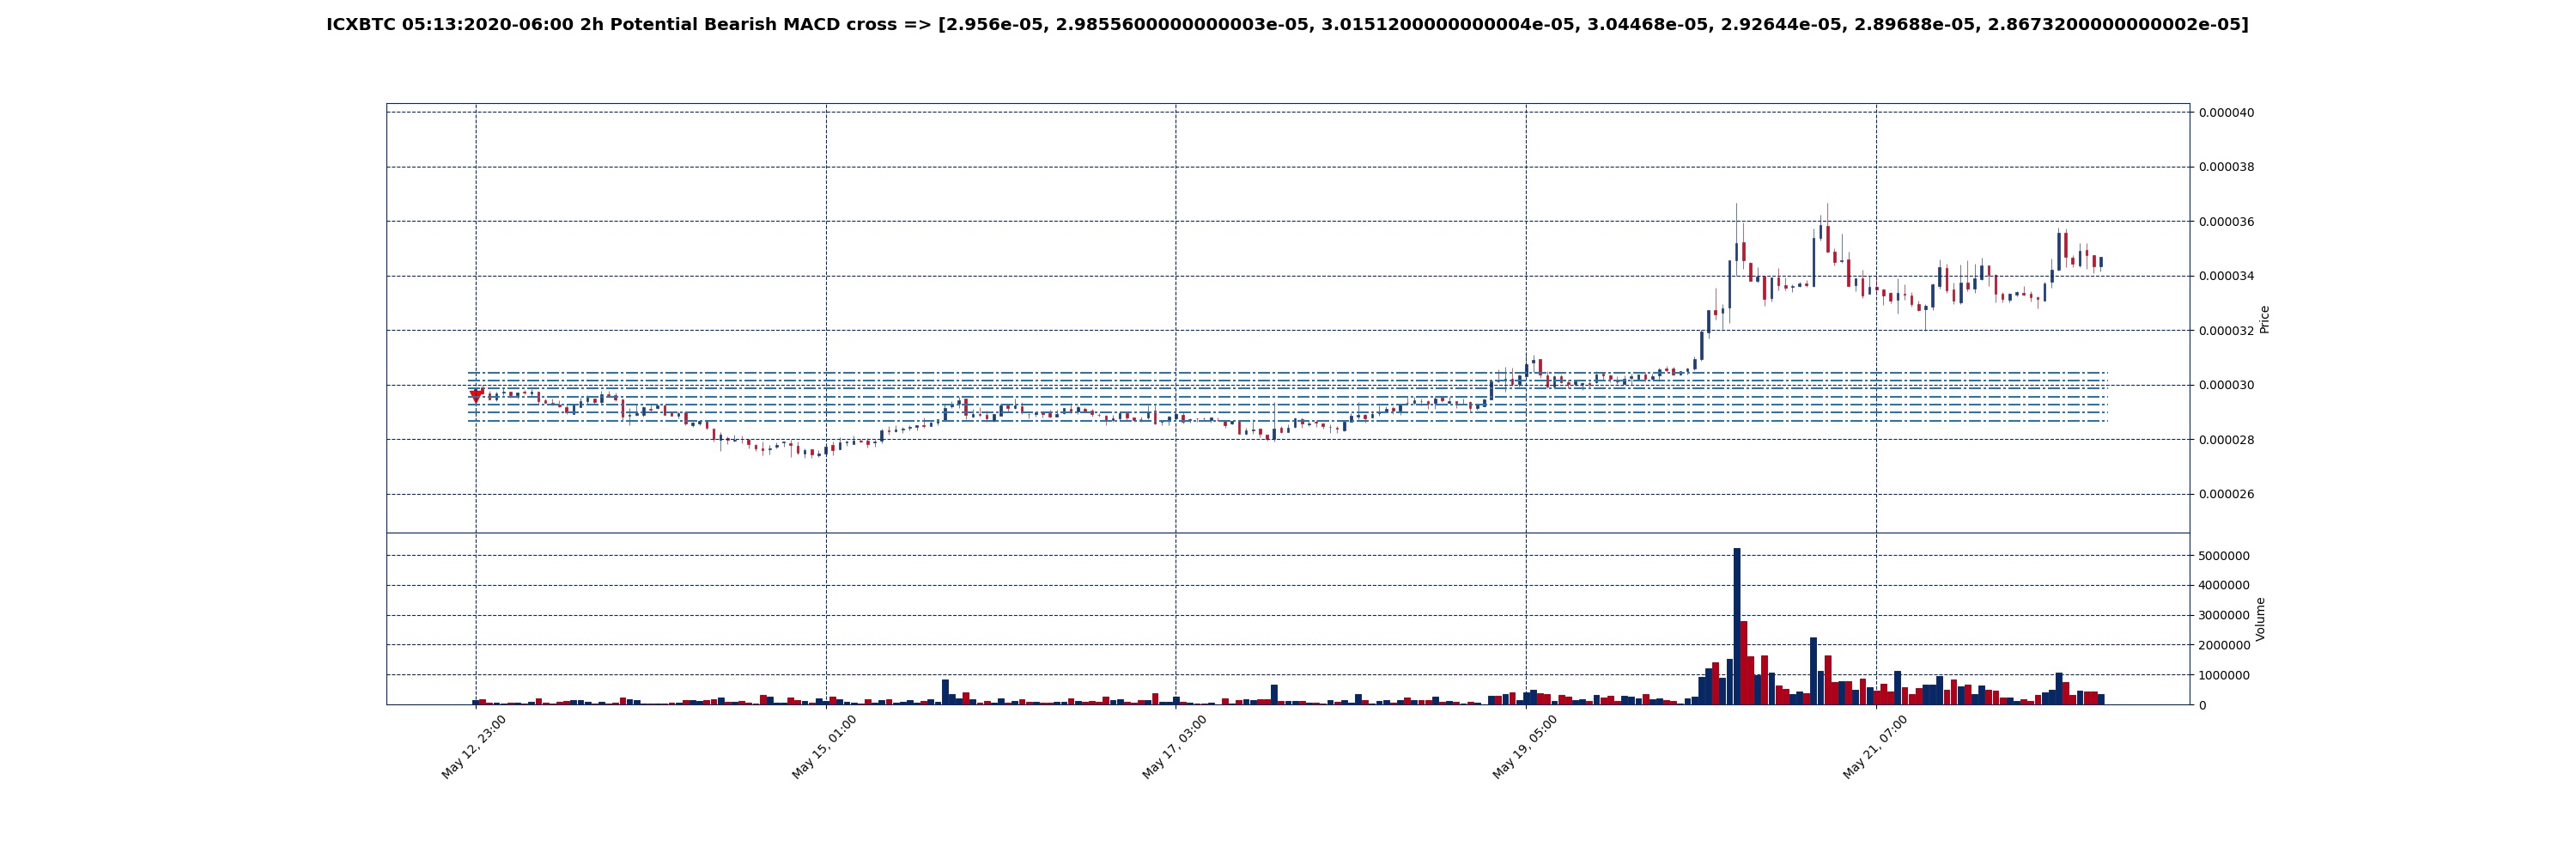 ICXBTC 05:13:2020-06:00 2h Potential Bearish MACD cross => [2.956e-05, 2.9855600000000003e-05, 3.0151200000000004e-05, 3.04468e-05, 2.92644e-05, 2.89688e-05, 2.8673200000000002e-05]
0.000040
0.000038
0.000036
0.000034
0.000032
0.000030
0.000028
0.000026
Price
5000000
4000000
3000000
2000000
1000000
0
Volume
May 12, 23:00
May 15, 01:00
May 17, 03:00
May 19, 05:00
May 21, 07:00